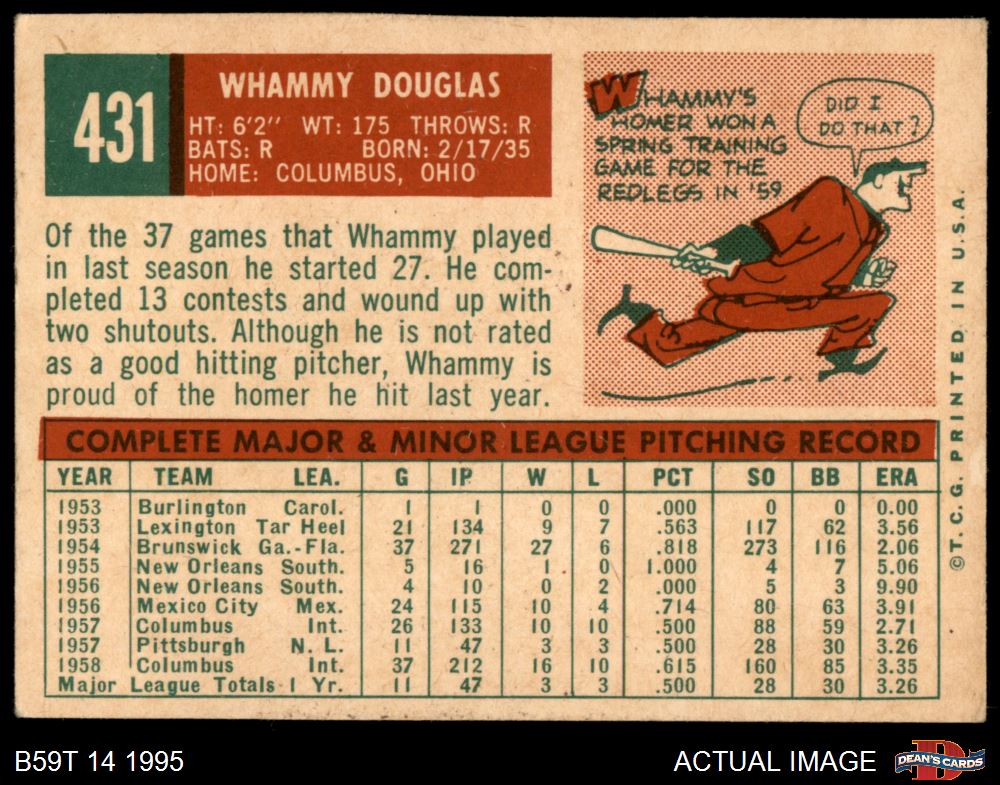 431
WHAMMY DOUGLAS
HT: 6'2" WT: 175 THROWS: R
BATS: R BORN: 2/17/35
HOME: COLUMBUS, OHIO
WHAMMY'S
HOMER WON A
SPRING TRAINING
GAME FOR THE
REDLEGS IN '59
DID I
DO THAT?
Of the 37 games that Whammy played
in last season he started 27. He com-
pleted 13 contests and wound up with
two shutouts. Although he is not rated
as a good hitting pitcher, Whammy is
proud of the homer he hit last year.
COMPLETE MAJOR & MINOR LEAGUE PITCHING RECORD
YEAR TEAM LEA. G IP W L PCT SO BB ERA
1953 Burlington Carol. 1 1 0 0 .000 0 0 0.00
1953 Lexington Tar Heel 21 134 9 7 .563 117 62 3.56
1954 Brunswick Ga.-Fla. 37 271 27 6 .818 273 116 2.06
1955 New Orleans South. 5 16 1 0 1.000 4 7 5.06
1956 New Orleans South. 4 10 0 2 .000 5 3 9.90
1956 Mexico City Mex. 24 115 10 4 .714 80 63 3.91
1957 Columbus Int. 26 133 10 10 .500 88 59 2.71
1957 Pittsburgh N. L. 11 47 3 3 .500 28 30 3.26
1958 Columbus Int. 37 212 16 10 .615 160 85 3.35
Major League Totals 1 Yr. 11 47 3 3 .500 28 30 3.26
©T. C. G. PRINTED IN U.S.A.
B59T 14 1995
ACTUAL IMAGE
D
DEAN'S CARDS